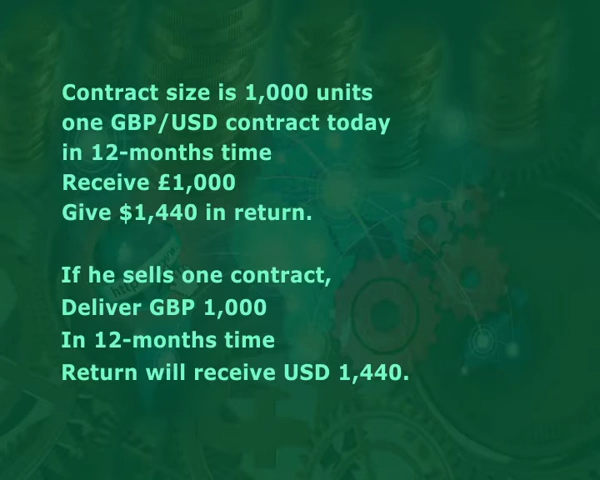 Contract size is 1,000 units
one GBP/USD contract today
in 12-months time
Receive £1,000
Give $1,440 in return.
If he sells one contract,
Deliver GBP 1,000
In 12-months time
Return will receive USD 1,440.